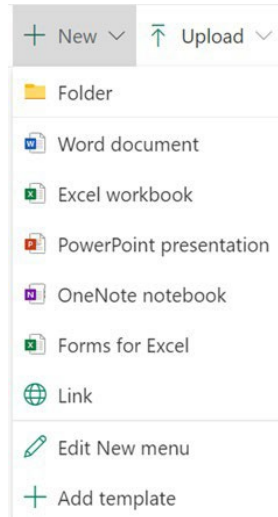 New Upload
Folder
Word document
Excel workbook
PowerPoint presentation
OneNote notebook
Forms for Excel
Link
Edit New menu
Add template